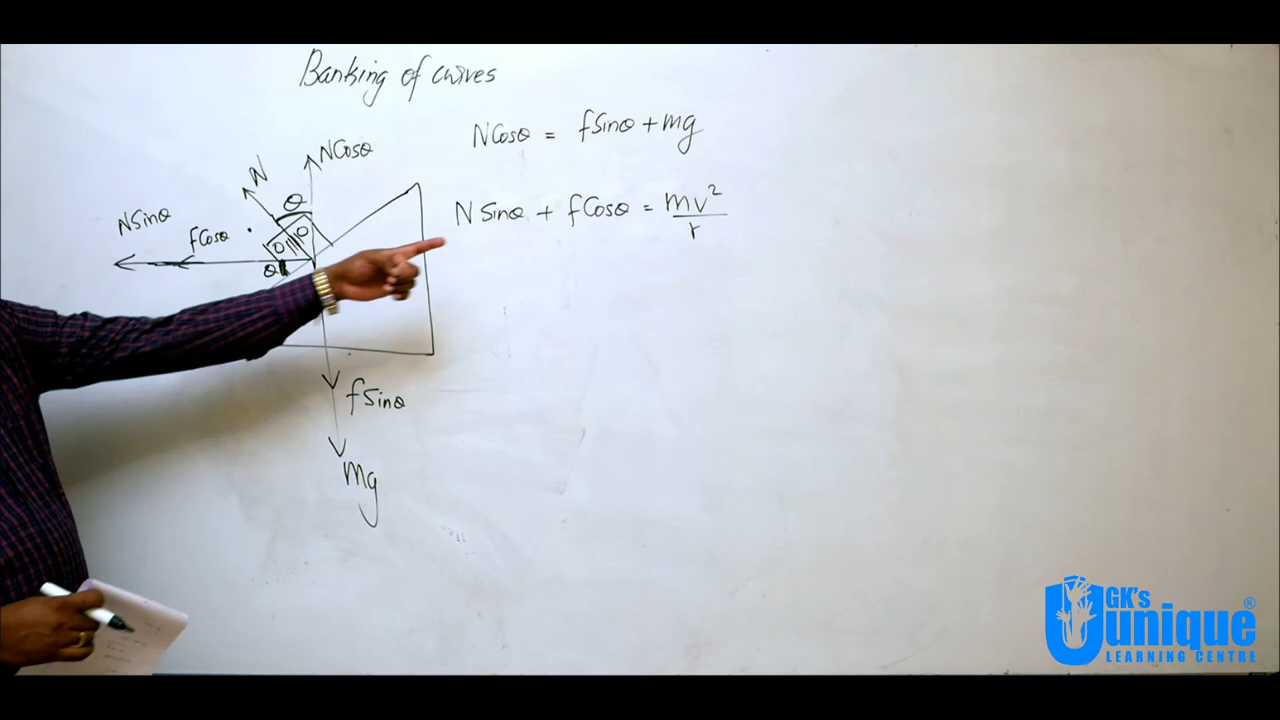 Banking of curves
NCosθ
NCosθ = fSinθ + mg
N
θ
NSinθ
NSinθ + fCosθ = mv²/r
fCosθ
θ
fSinθ
mg
GK's
unique®
LEARNING CENTRE